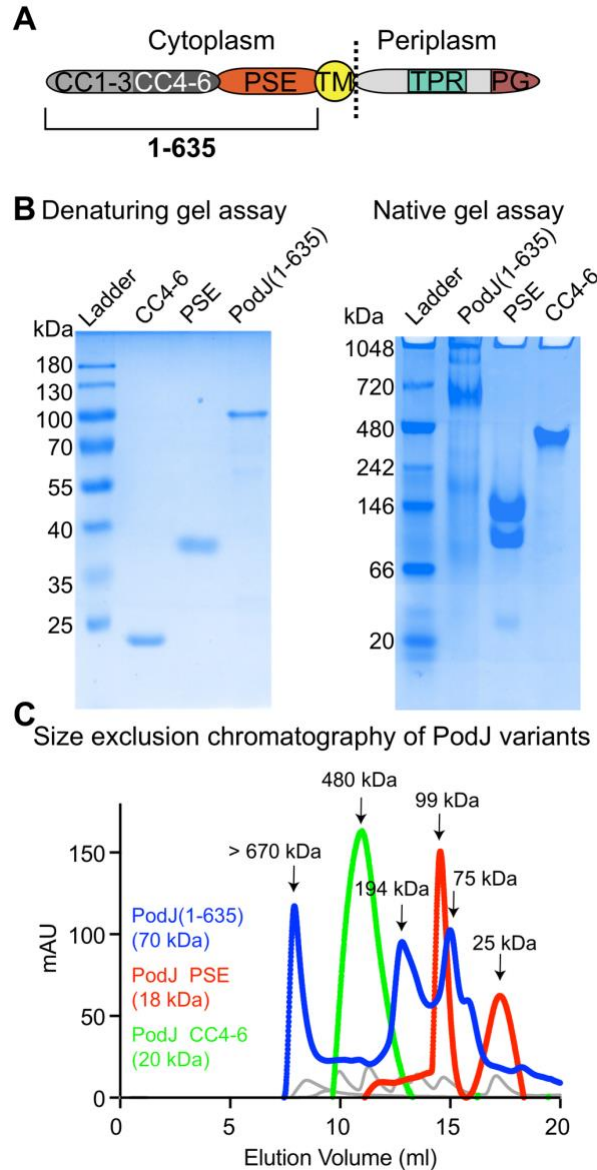 A
Cytoplasm Periplasm
CC1-3 CC4-6 PSE TM TPR PG
1-635
B Denaturing gel assay Native gel assay
kDa Ladder CC4-6 PSE PodJ(1-635)
180
130
100
70
55
40
35
25
kDa Ladder PodJ(1-635) PSE CC4-6
1048
720
480
242
146
66
20
C
Size exclusion chromatography of PodJ variants
480 kDa
99 kDa
> 670 kDa
194 kDa
75 kDa
25 kDa
PodJ(1-635)
(70 kDa)
PodJ PSE
(18 kDa)
PodJ CC4-6
(20 kDa)
mAU
150
100
50
0
0 5 10 15 20
Elution Volume (ml)